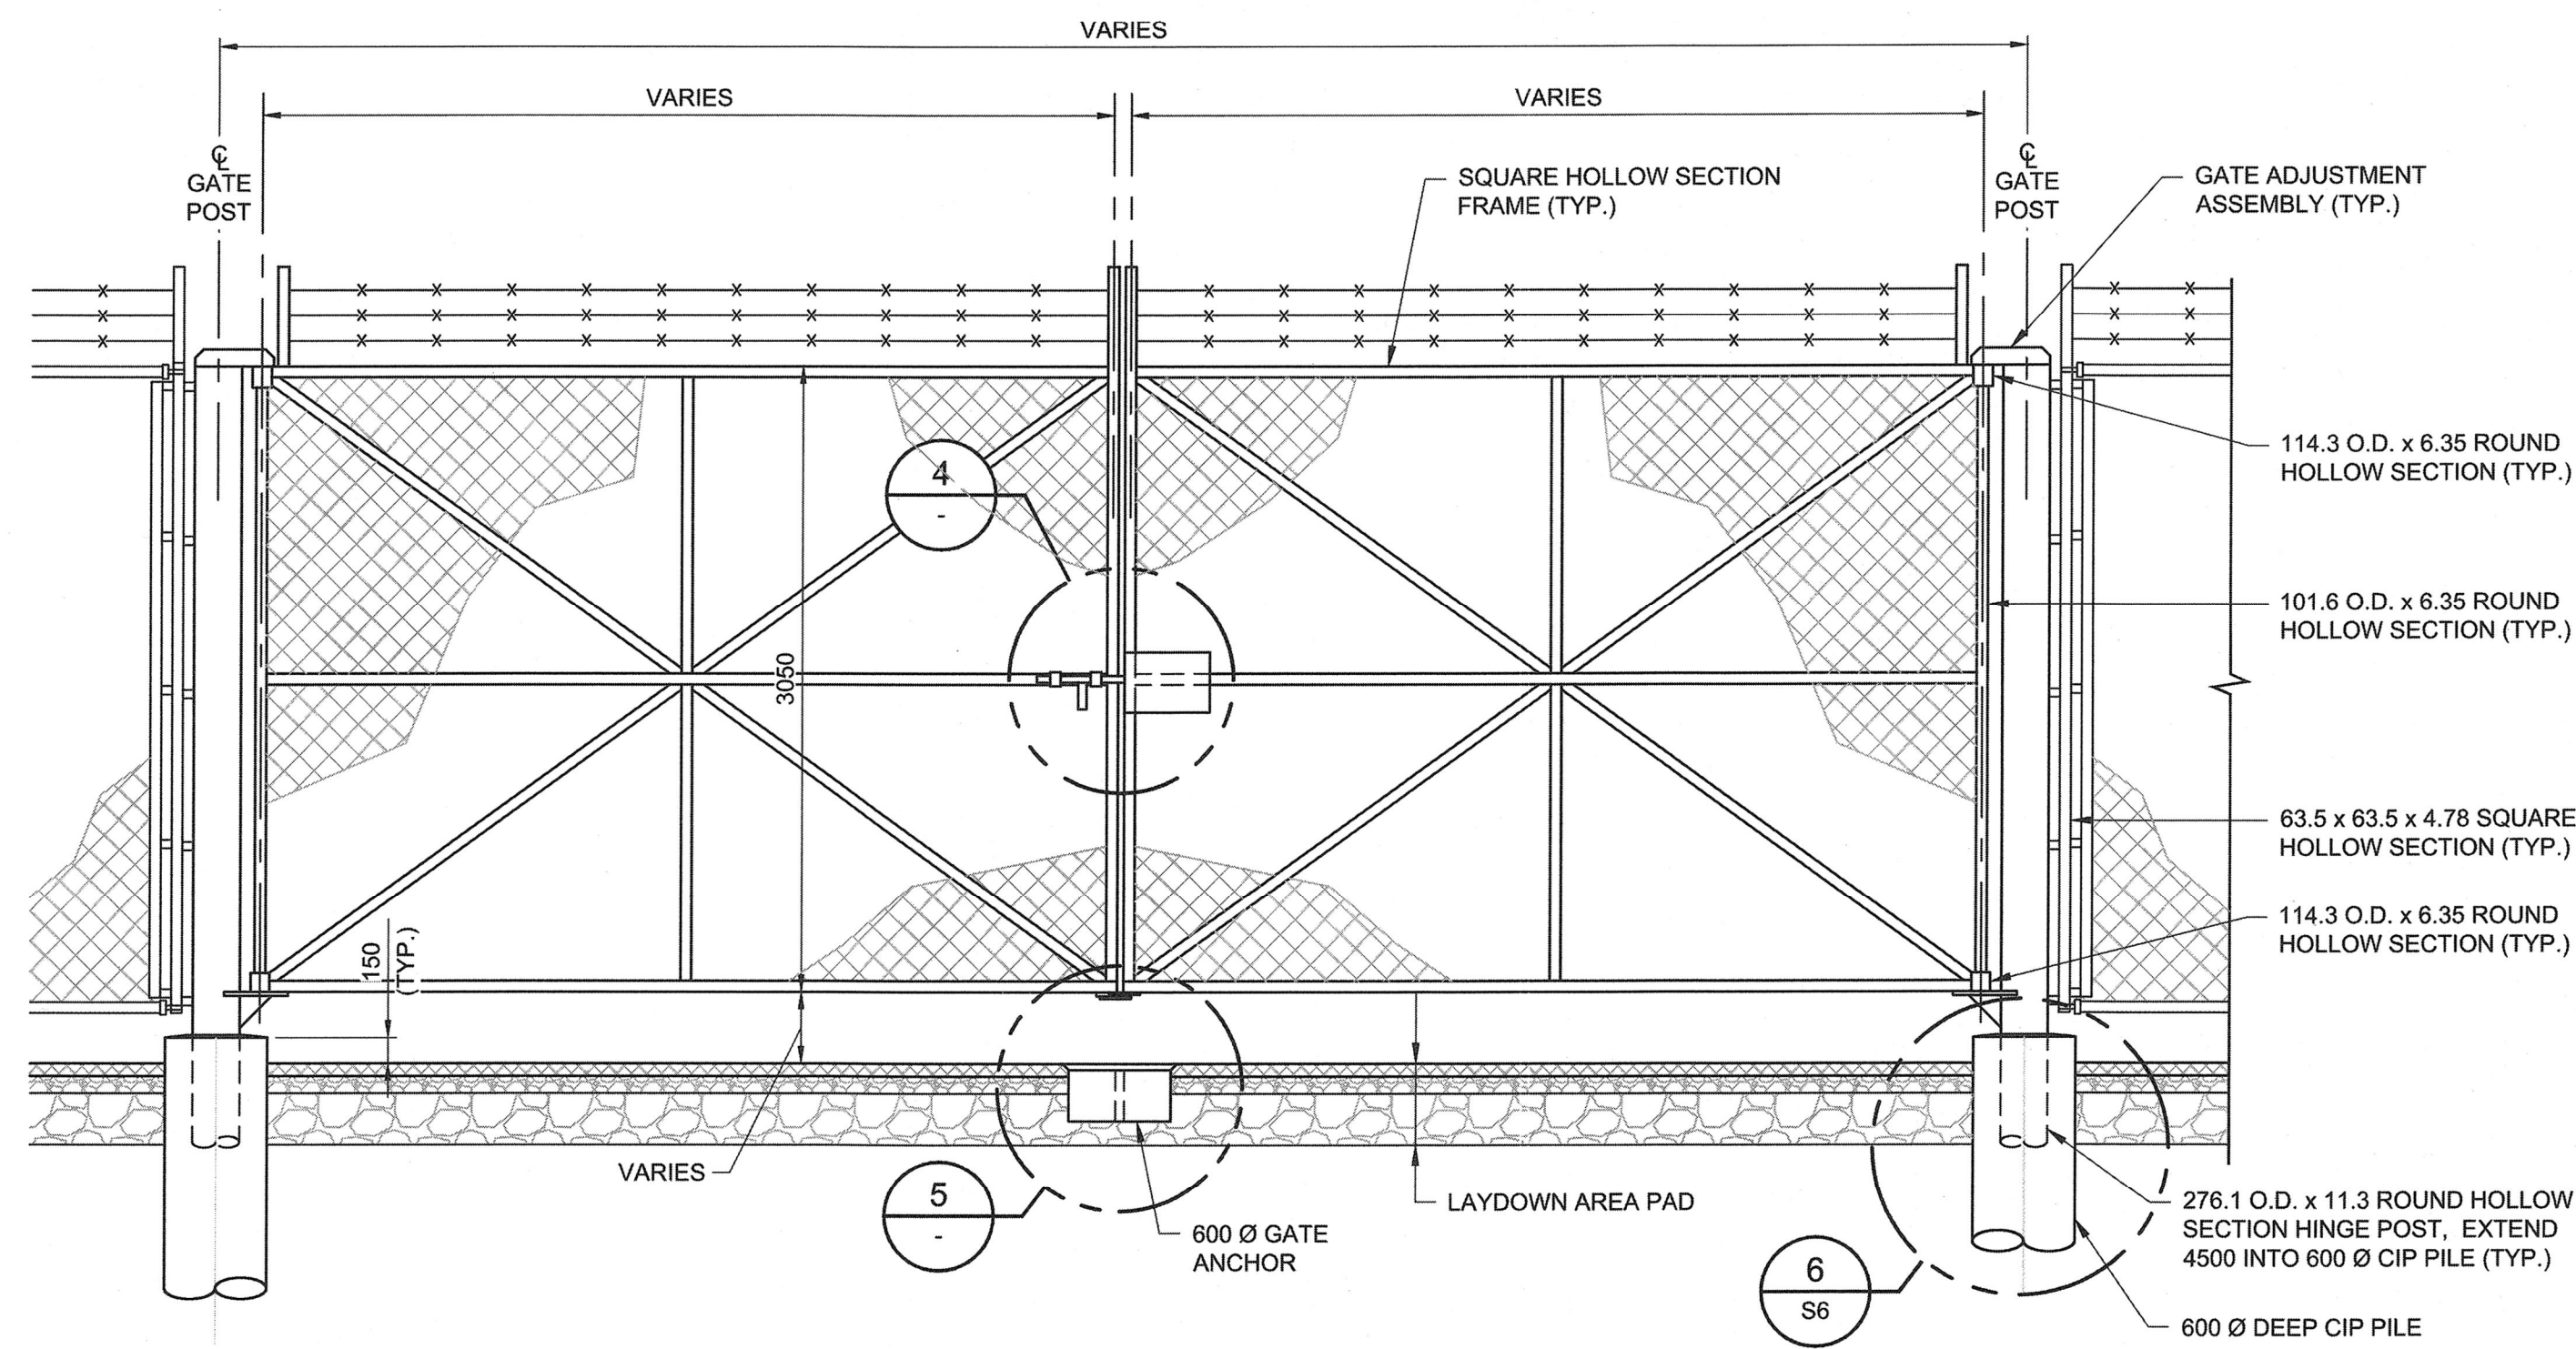 VARIES
VARIES
VARIES
℄
GATE
POST
SQUARE HOLLOW SECTION
FRAME (TYP.)
℄
GATE
POST
GATE ADJUSTMENT
ASSEMBLY (TYP.)
114.3 O.D. x 6.35 ROUND
HOLLOW SECTION (TYP.)
4
-
101.6 O.D. x 6.35 ROUND
HOLLOW SECTION (TYP.)
3050
63.5 x 63.5 x 4.78 SQUARE
HOLLOW SECTION (TYP.)
114.3 O.D. x 6.35 ROUND
HOLLOW SECTION (TYP.)
150
(TYP.)
VARIES
5
-
600 Ø GATE
ANCHOR
LAYDOWN AREA PAD
276.1 O.D. x 11.3 ROUND HOLLOW
SECTION HINGE POST, EXTEND
4500 INTO 600 Ø CIP PILE (TYP.)
6
S6
600 Ø DEEP CIP PILE